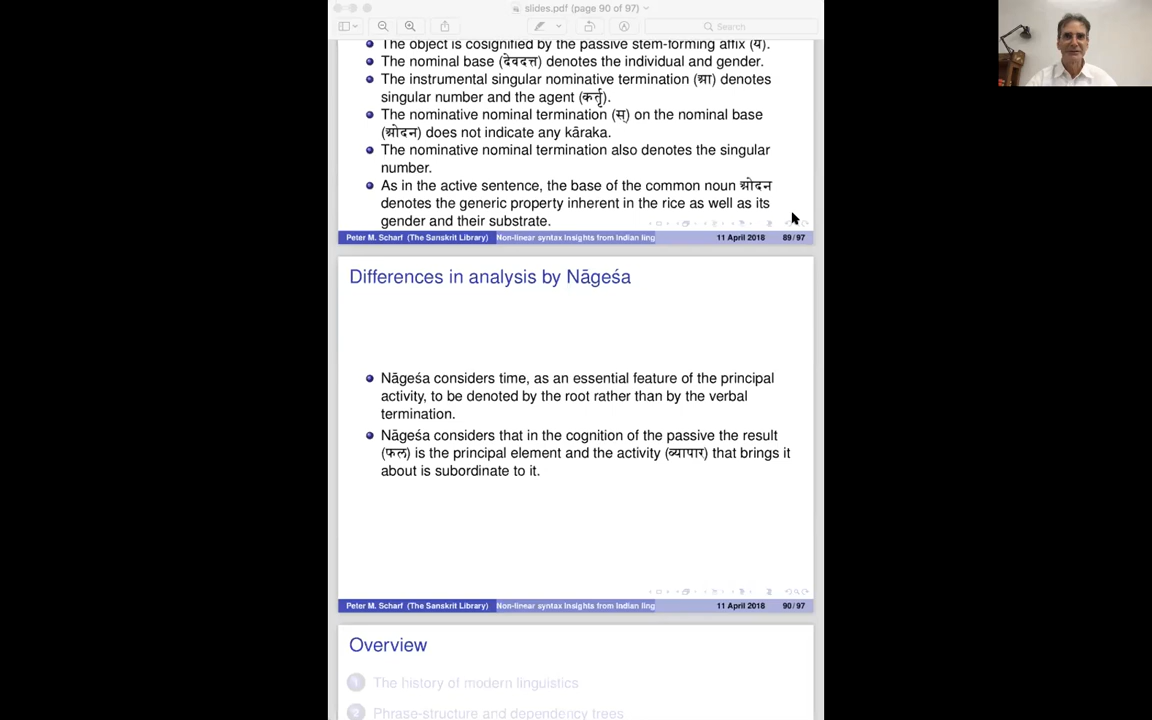 slides.pdf (page 90 of 97)
Search
The object is cosignified by the passive stem-forming affix (य).
The nominal base (देवदत्त) denotes the individual and gender.
The instrumental singular nominative termination (आ) denotes
singular number and the agent (कर्तृ).
The nominative nominal termination (स्) on the nominal base
(ओदन) does not indicate any kāraka.
The nominative nominal termination also denotes the singular
number.
As in the active sentence, the base of the common noun ओदन
denotes the generic property inherent in the rice as well as its
gender and their substrate.
Peter M. Scharf (The Sanskrit Library) Non-linear syntax Insights from Indian ling 11 April 2018 89/97
Differences in analysis by Nāgeśa
Nāgeśa considers time, as an essential feature of the principal
activity, to be denoted by the root rather than by the verbal
termination.
Nāgeśa considers that in the cognition of the passive the result
(फल) is the principal element and the activity (व्यापार) that brings it
about is subordinate to it.
Peter M. Scharf (The Sanskrit Library) Non-linear syntax Insights from Indian ling 11 April 2018 90/97
Overview
1 The history of modern linguistics
2 Phrase-structure and dependency trees